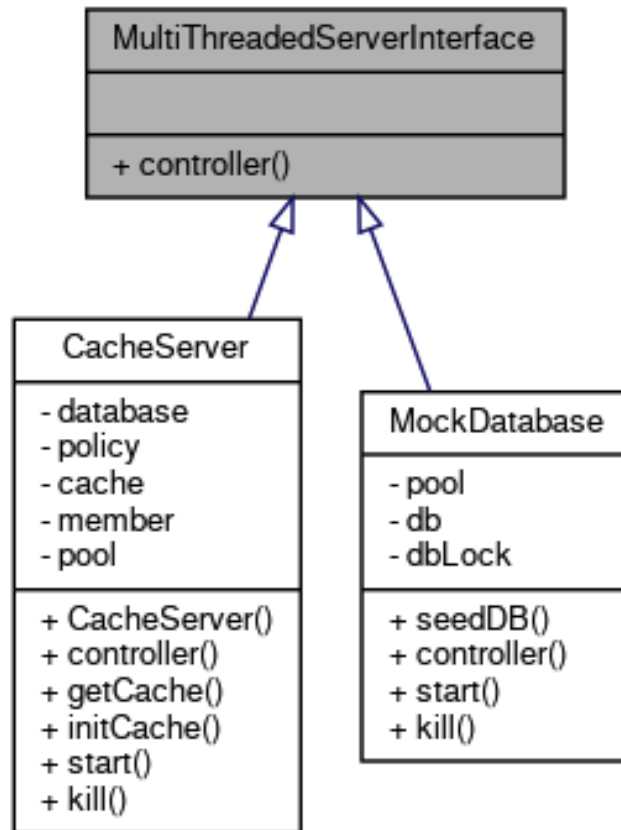 MultiThreadedServerInterface
+ controller()
CacheServer
- database
- policy
- cache
- member
- pool
+ CacheServer()
+ controller()
+ getCache()
+ initCache()
+ start()
+ kill()
MockDatabase
- pool
- db
- dbLock
+ seedDB()
+ controller()
+ start()
+ kill()